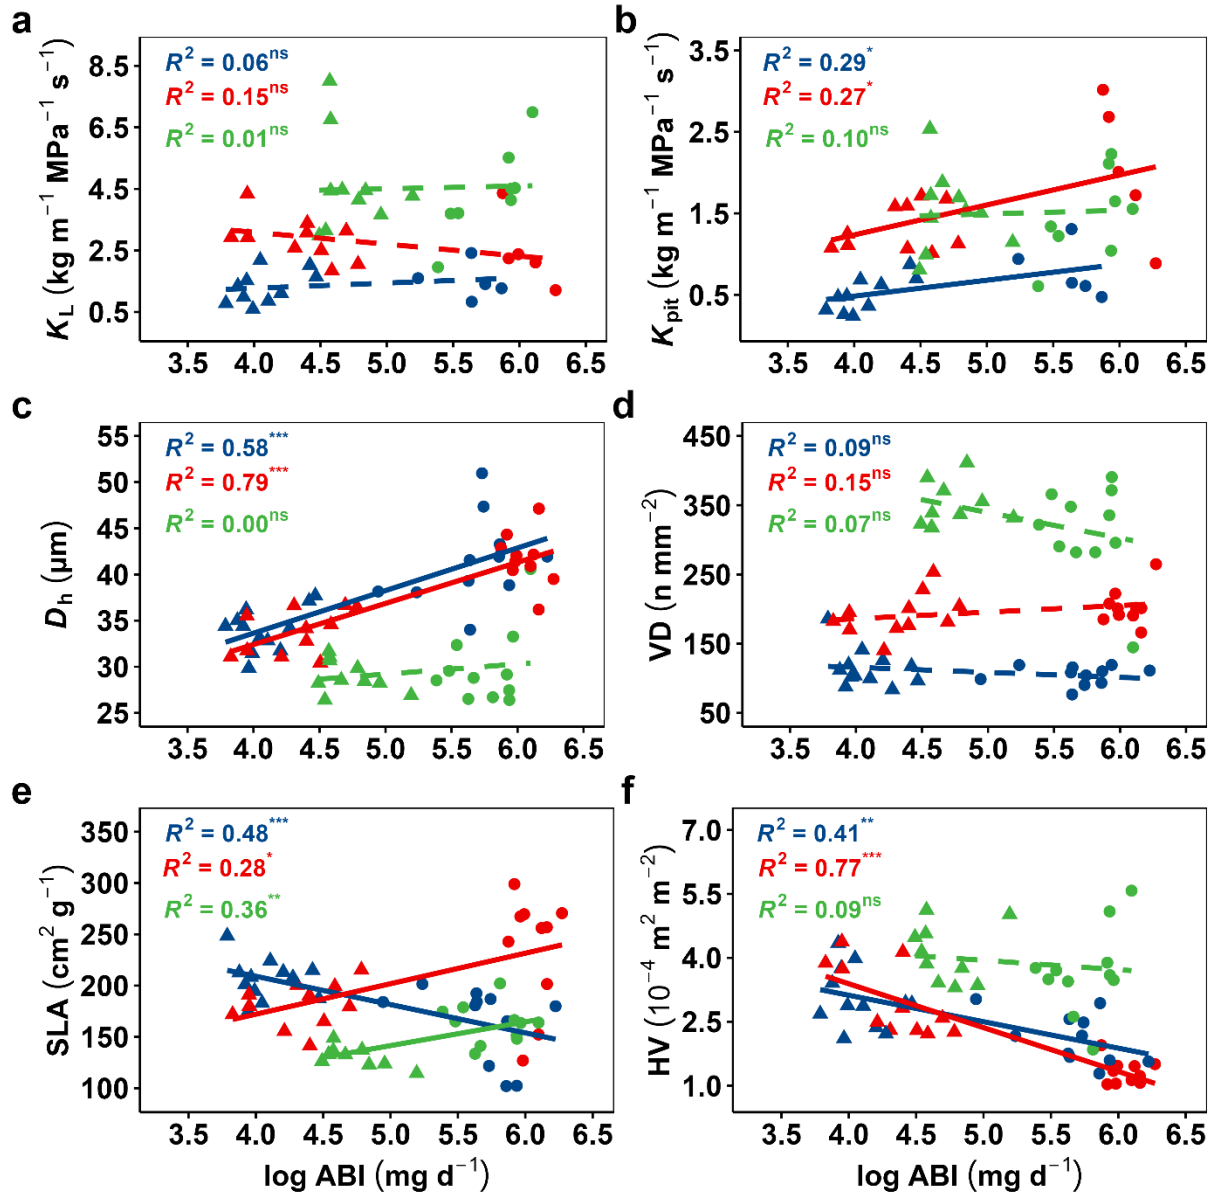 a
R² = 0.06ns
R² = 0.15ns
R² = 0.01ns
KL (kg m−1 MPa−1 s−1)
8.5
6.5
4.5
2.5
0.5
3.5 4.0 4.5 5.0 5.5 6.0 6.5
b
R² = 0.29*
R² = 0.27*
R² = 0.10ns
Kpit (kg m−1 MPa−1 s−1)
3.5
2.5
1.5
0.5
3.5 4.0 4.5 5.0 5.5 6.0 6.5
c
R² = 0.58***
R² = 0.79***
R² = 0.00ns
Dh (μm)
55
50
45
40
35
30
25
3.5 4.0 4.5 5.0 5.5 6.0 6.5
d
R² = 0.09ns
R² = 0.15ns
R² = 0.07ns
VD (n mm−2)
450
350
250
150
50
3.5 4.0 4.5 5.0 5.5 6.0 6.5
e
R² = 0.48***
R² = 0.28*
R² = 0.36**
SLA (cm2 g−1)
350
300
250
200
150
100
3.5 4.0 4.5 5.0 5.5 6.0 6.5
log ABI (mg d−1)
f
R² = 0.41**
R² = 0.77***
R² = 0.09ns
HV (10−4 m2 m−2)
7.0
5.5
4.0
2.5
1.0
3.5 4.0 4.5 5.0 5.5 6.0 6.5
log ABI (mg d−1)